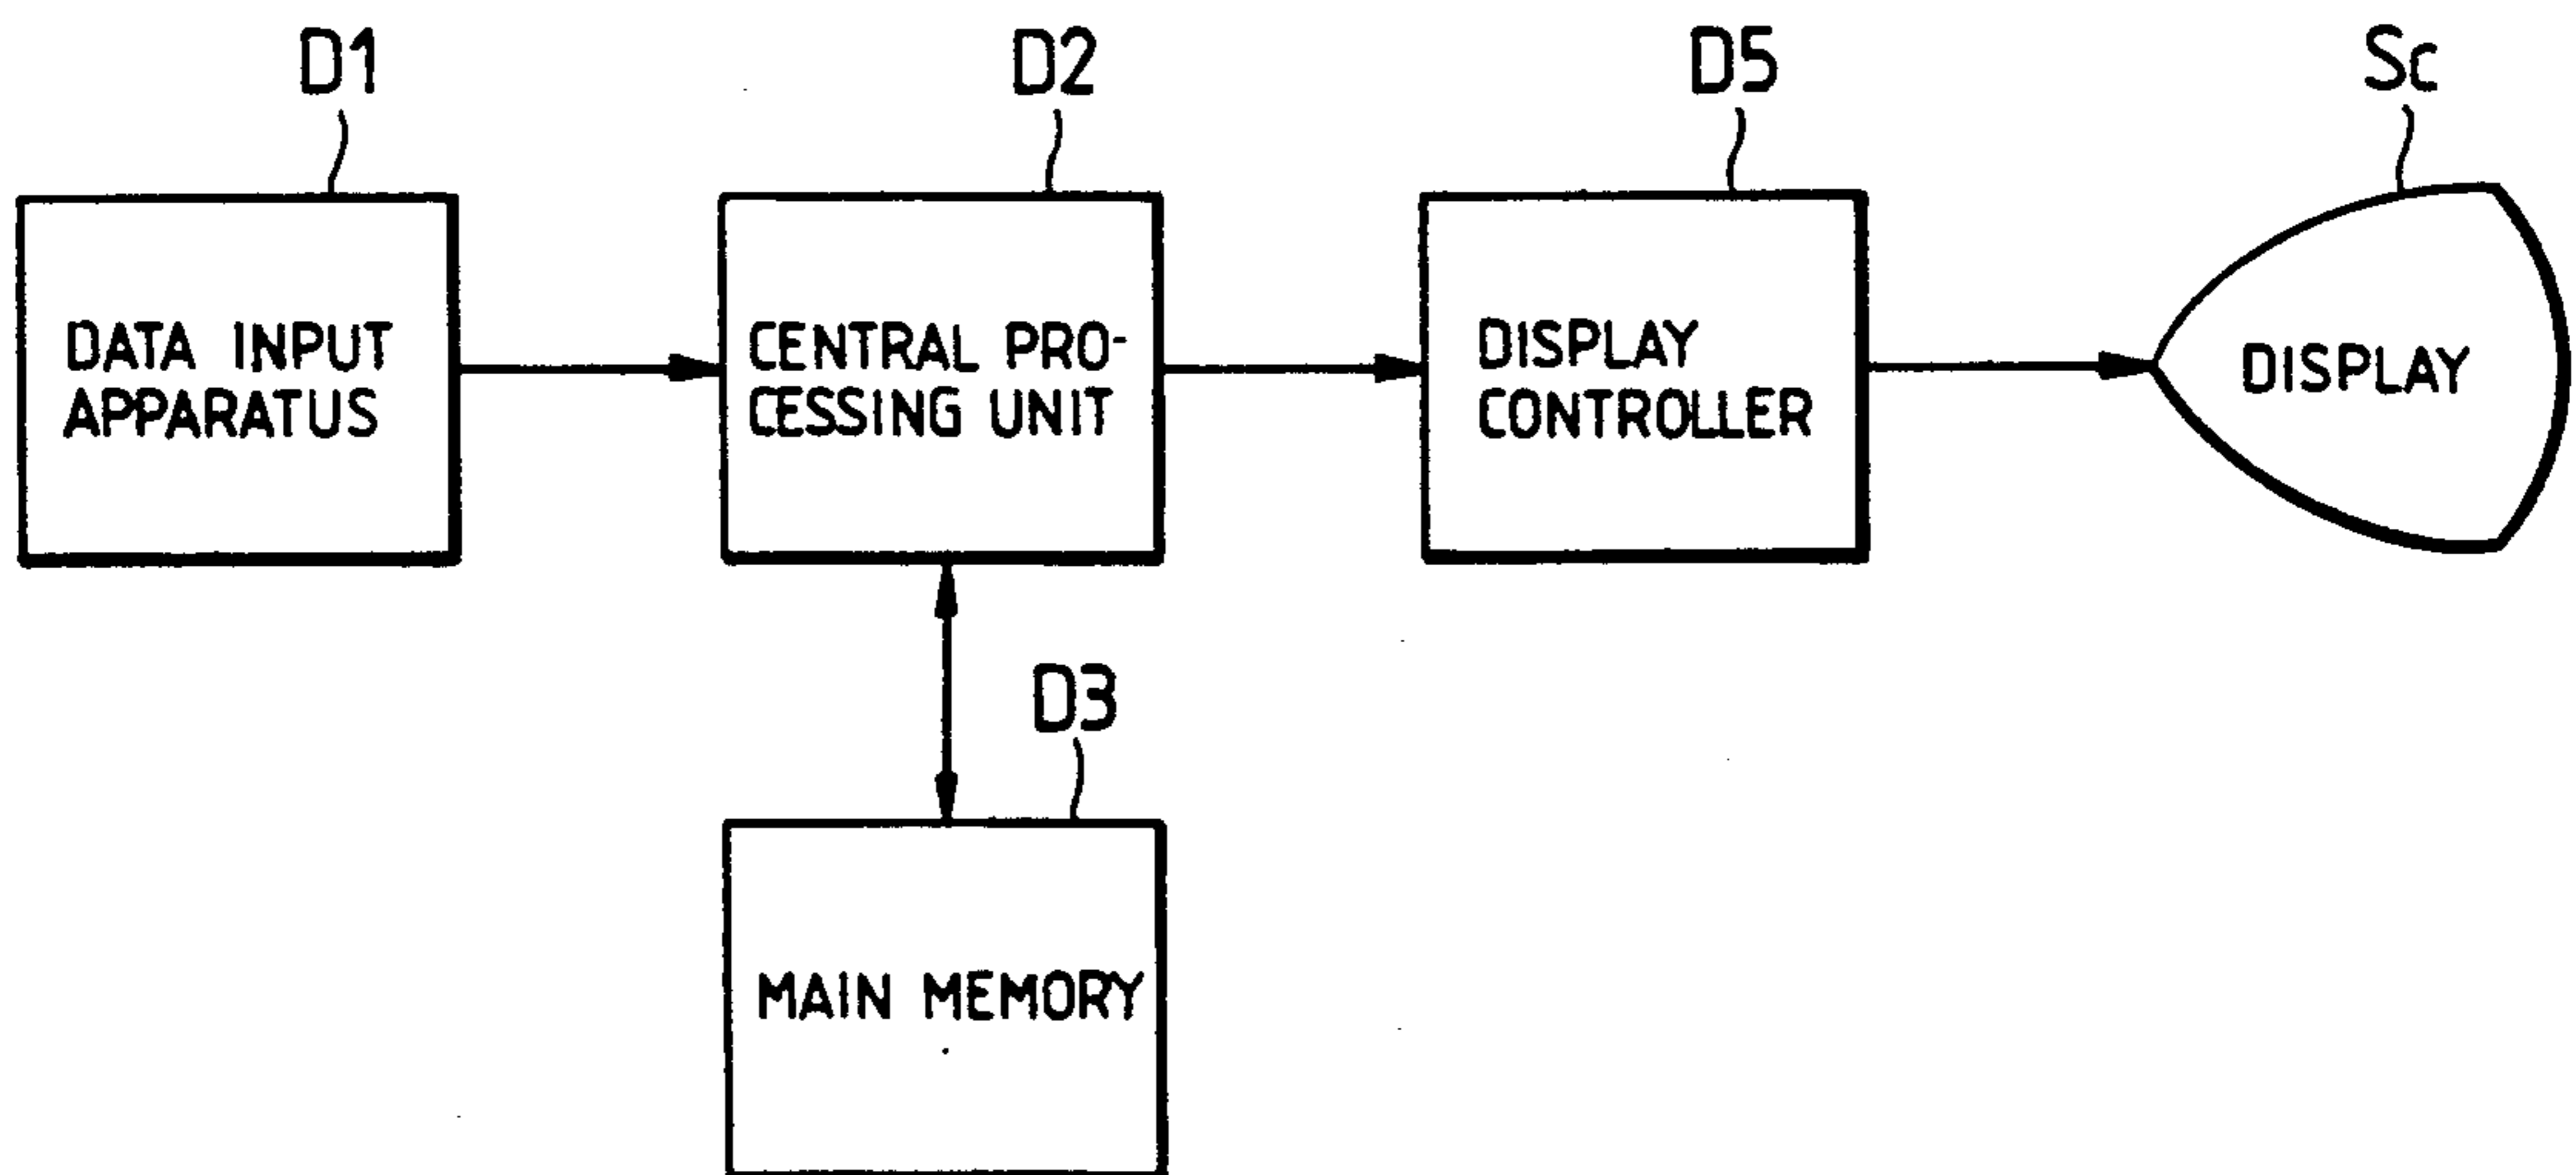 D1
D2
D5
Sc
DATA INPUT
APPARATUS
CENTRAL PRO-
CESSING UNIT
DISPLAY
CONTROLLER
DISPLAY
D3
MAIN MEMORY